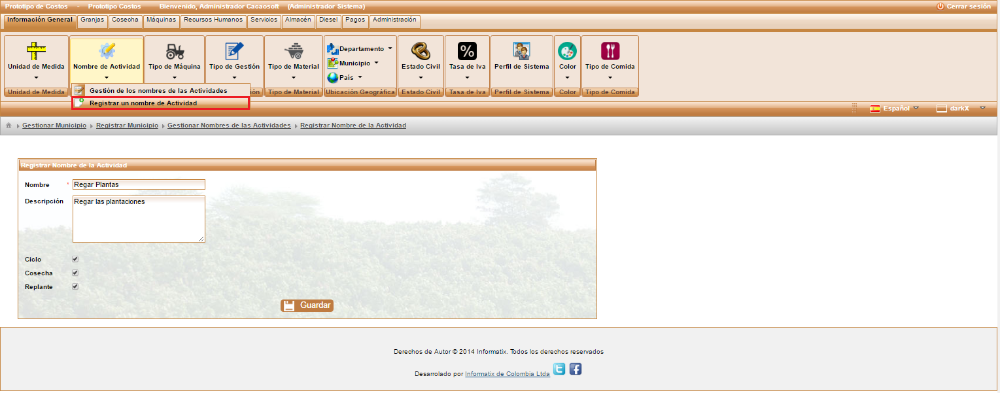 Prototipo de Costos - Prototipo Costos Bienvenido, Administrador Cacaosoft (Administrador Sistema) Cerrar sesión
Información General Granjas Cosecha Máquinas Recursos Humanos Servicios Almacén Diesel Pagos Administración
Departamento
Unidad de Medida Nombre de Actividad Tipo de Máquina Tipo de Gestión Tipo de Material Municipio Estado Civil % Tasa de Iva Perfil de Sistema Color Tipo de Comida
País
Unidad de Medida ión Tipo de Material Ubicación Geográfica Estado Civil Tasa de Iva Perfil de Sistema Color Tipo de Comida
Gestión de los nombres de las Actividades
Registrar un nombre de Actividad
Español darkX
Gestionar Municipio Registrar Municipio Gestionar Nombres de las Actividades Registrar Nombre de la Actividad
Registrar Nombre de la Actividad
Nombre * Regar Plantas
Descripción Regar las plantaciones
Ciclo
Cosecha
Replante
Guardar
Derechos de Autor © 2014 Informatix. Todos los derechos reservados
Desarrolado por Informatix de Colombia Ltda